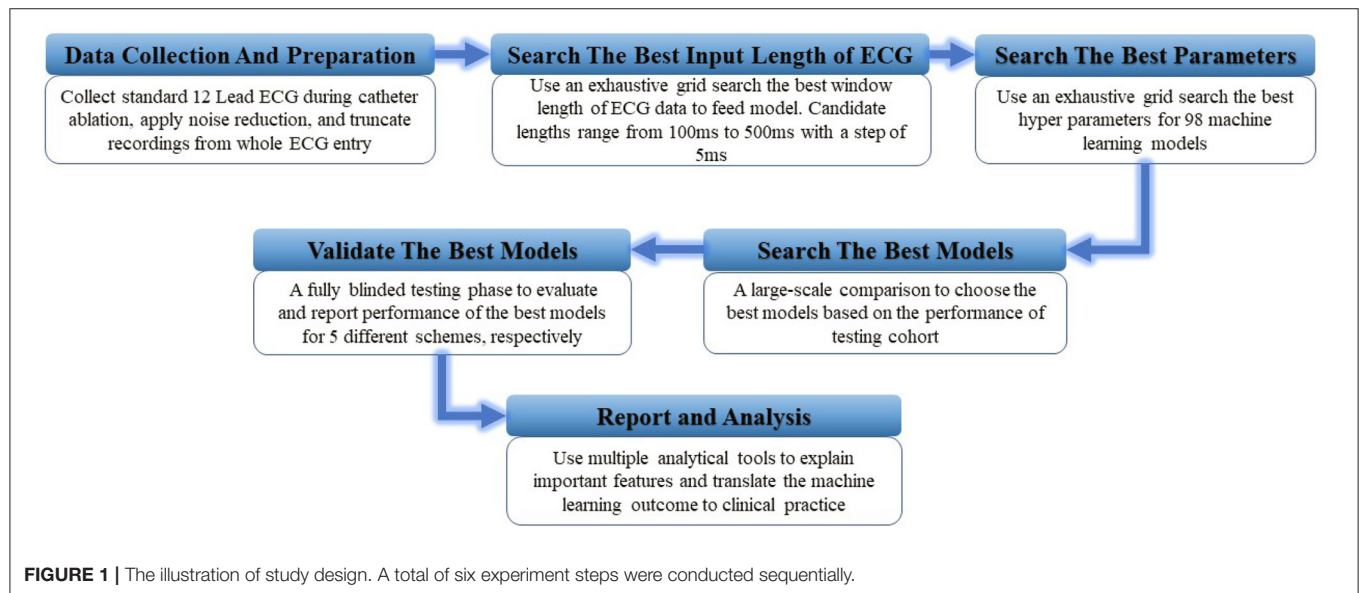 Data Collection And Preparation
Collect standard 12 Lead ECG during catheter
ablation, apply noise reduction, and truncate
recordings from whole ECG entry
Search The Best Input Length of ECG
Use an exhaustive grid search the best window
length of ECG data to feed model. Candidate
lengths range from 100ms to 500ms with a step of
5ms
Search The Best Parameters
Use an exhaustive grid search the best
hyper parameters for 98 machine
learning models
Search The Best Models
A large-scale comparison to choose the
best models based on the performance of
testing cohort
Validate The Best Models
A fully blinded testing phase to evaluate
and report performance of the best models
for 5 different schemes, respectively
Report and Analysis
Use multiple analytical tools to explain
important features and translate the machine
learning outcome to clinical practice
FIGURE 1 | The illustration of study design. A total of six experiment steps were conducted sequentially.